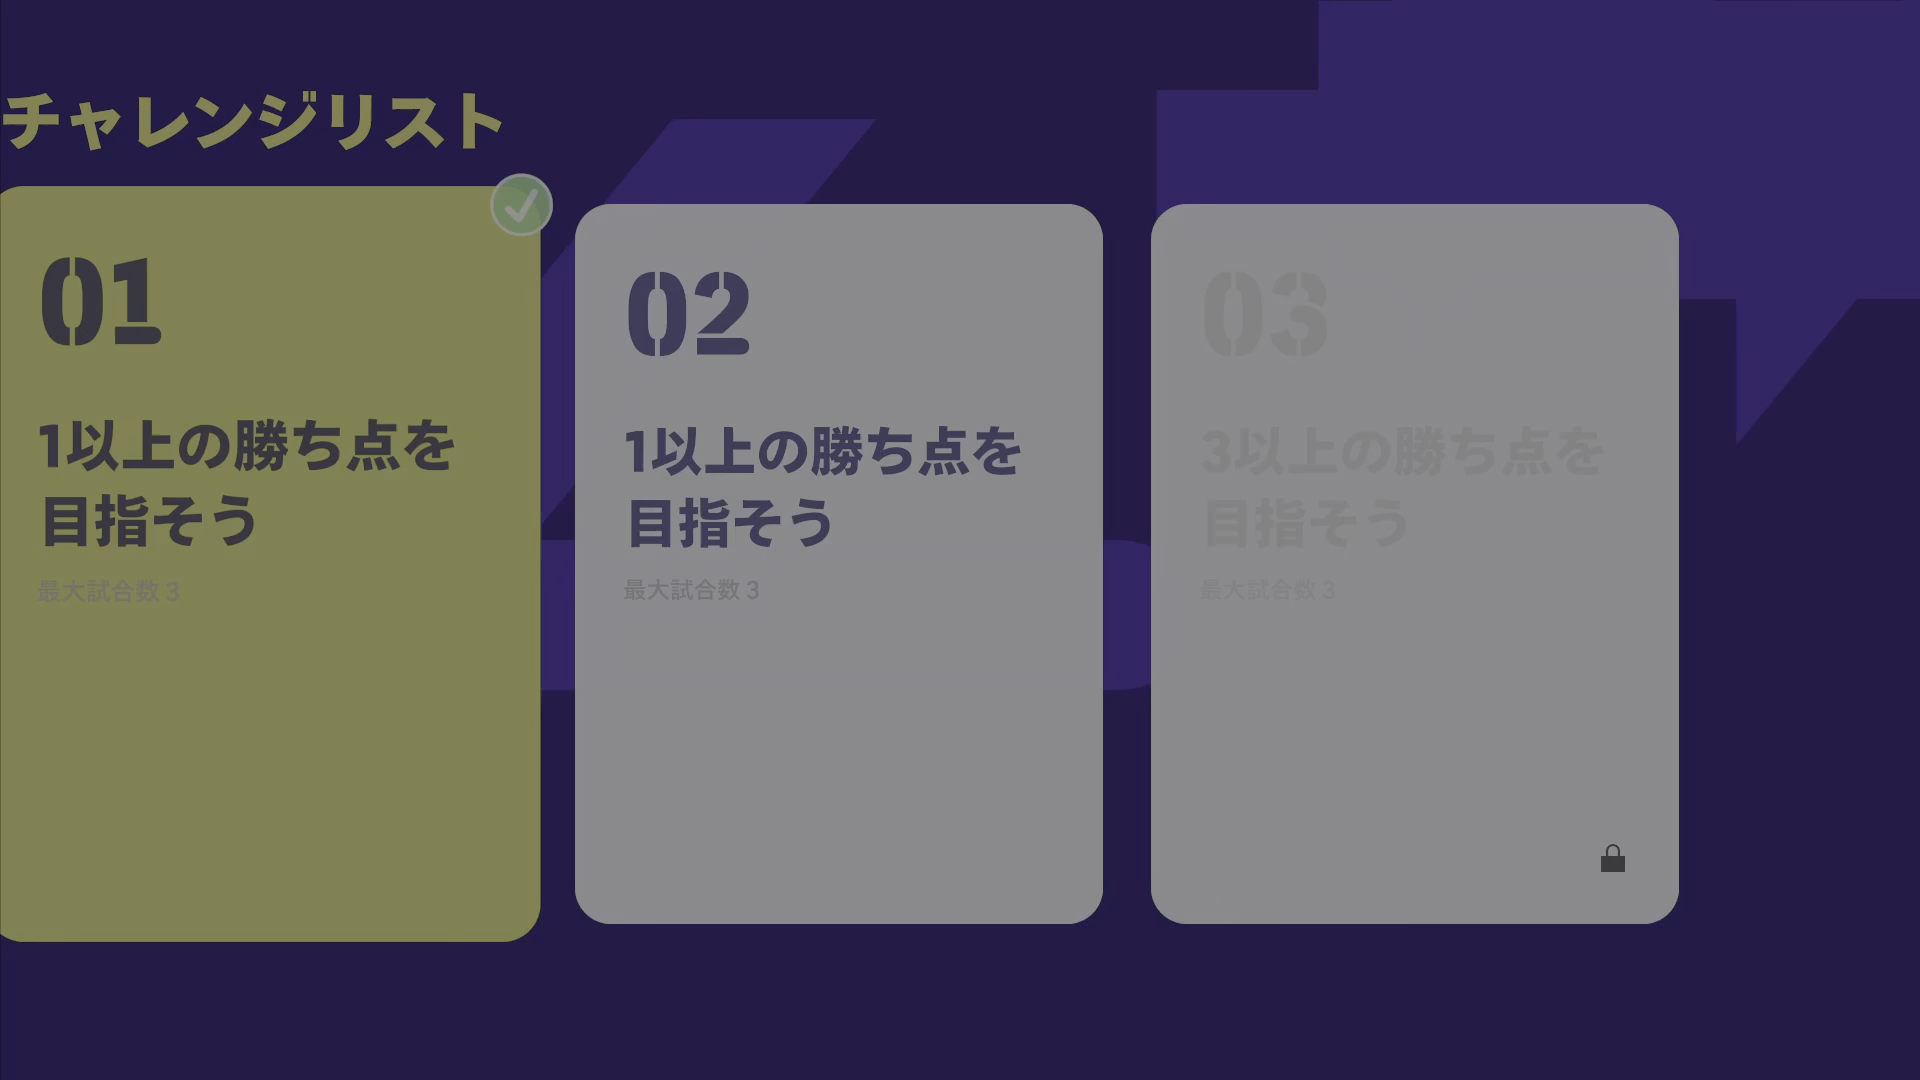 チャレンジリスト
01
1以上の勝ち点を
目指そう
最大試合数 3
02
1以上の勝ち点を
目指そう
最大試合数 3
03
3以上の勝ち点を
目指そう
最大試合数 3